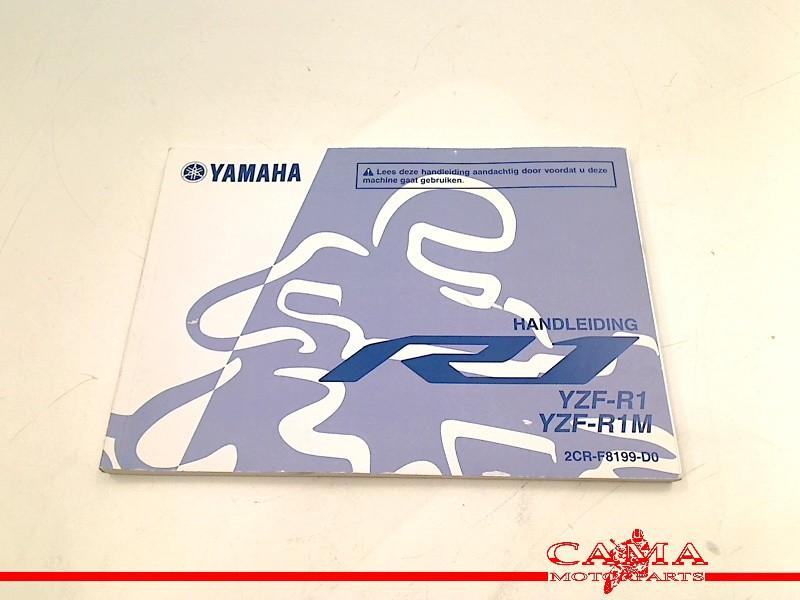 YAMAHA
Lees deze handleiding aandachtig door voordat u deze
machine gaat gebruiken.
HANDLEIDING
R1
YZF-R1
YZF-R1M
2CR-F8199-D0
CAMA
MOTORPARTS